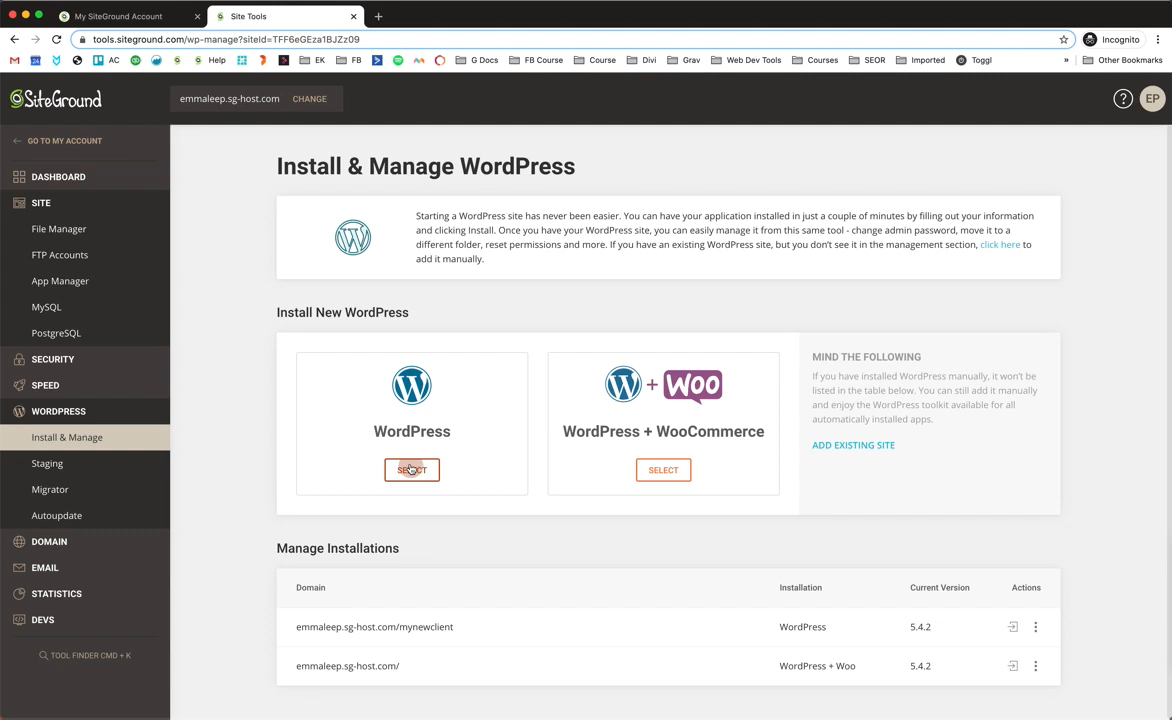 My SiteGround Account
Site Tools
tools.siteground.com/wp-manage?siteId=TFF6eGEza1BJZz09
Incognito
AC
Help
EK
FB
G Docs
FB Course
Course
Divi
Grav
Web Dev Tools
Courses
SEOR
Imported
Toggl
»
Other Bookmarks
SiteGround
emmaleep.sg-host.com
CHANGE
EP
GO TO MY ACCOUNT
DASHBOARD
SITE
File Manager
FTP Accounts
App Manager
MySQL
PostgreSQL
SECURITY
SPEED
WORDPRESS
Install & Manage
Staging
Migrator
Autoupdate
DOMAIN
EMAIL
STATISTICS
DEVS
TOOL FINDER CMD + K
Install & Manage WordPress
Starting a WordPress site has never been easier. You can have your application installed in just a couple of minutes by filling out your information
and clicking Install. Once you have your WordPress site, you can easily manage it from this same tool - change admin password, move it to a
different folder, reset permissions and more. If you have an existing WordPress site, but you don't see it in the management section, click here to
add it manually.
Install New WordPress
WordPress
SELECT
+ WOO
WordPress + WooCommerce
SELECT
MIND THE FOLLOWING
If you have installed WordPress manually, it won't be
listed in the table below. You can still add it manually
and enjoy the WordPress toolkit available for all
automatically installed apps.
ADD EXISTING SITE
Manage Installations
Domain Installation Current Version Actions
emmaleep.sg-host.com/mynewclient WordPress 5.4.2
emmaleep.sg-host.com/ WordPress + Woo 5.4.2